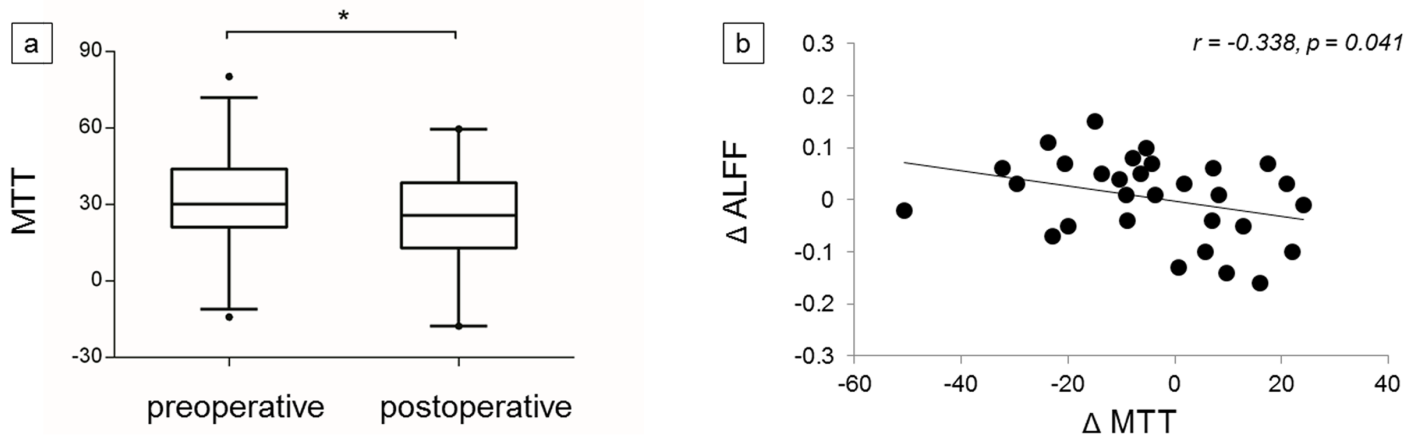 a
*
90
60
30
0
-30
MTT
preoperative postoperative
b
r = -0.338, p = 0.041
0.3
0.2
0.1
0
-0.1
-0.2
-0.3
Δ ALFF
-60 -40 -20 0 20 40
Δ MTT